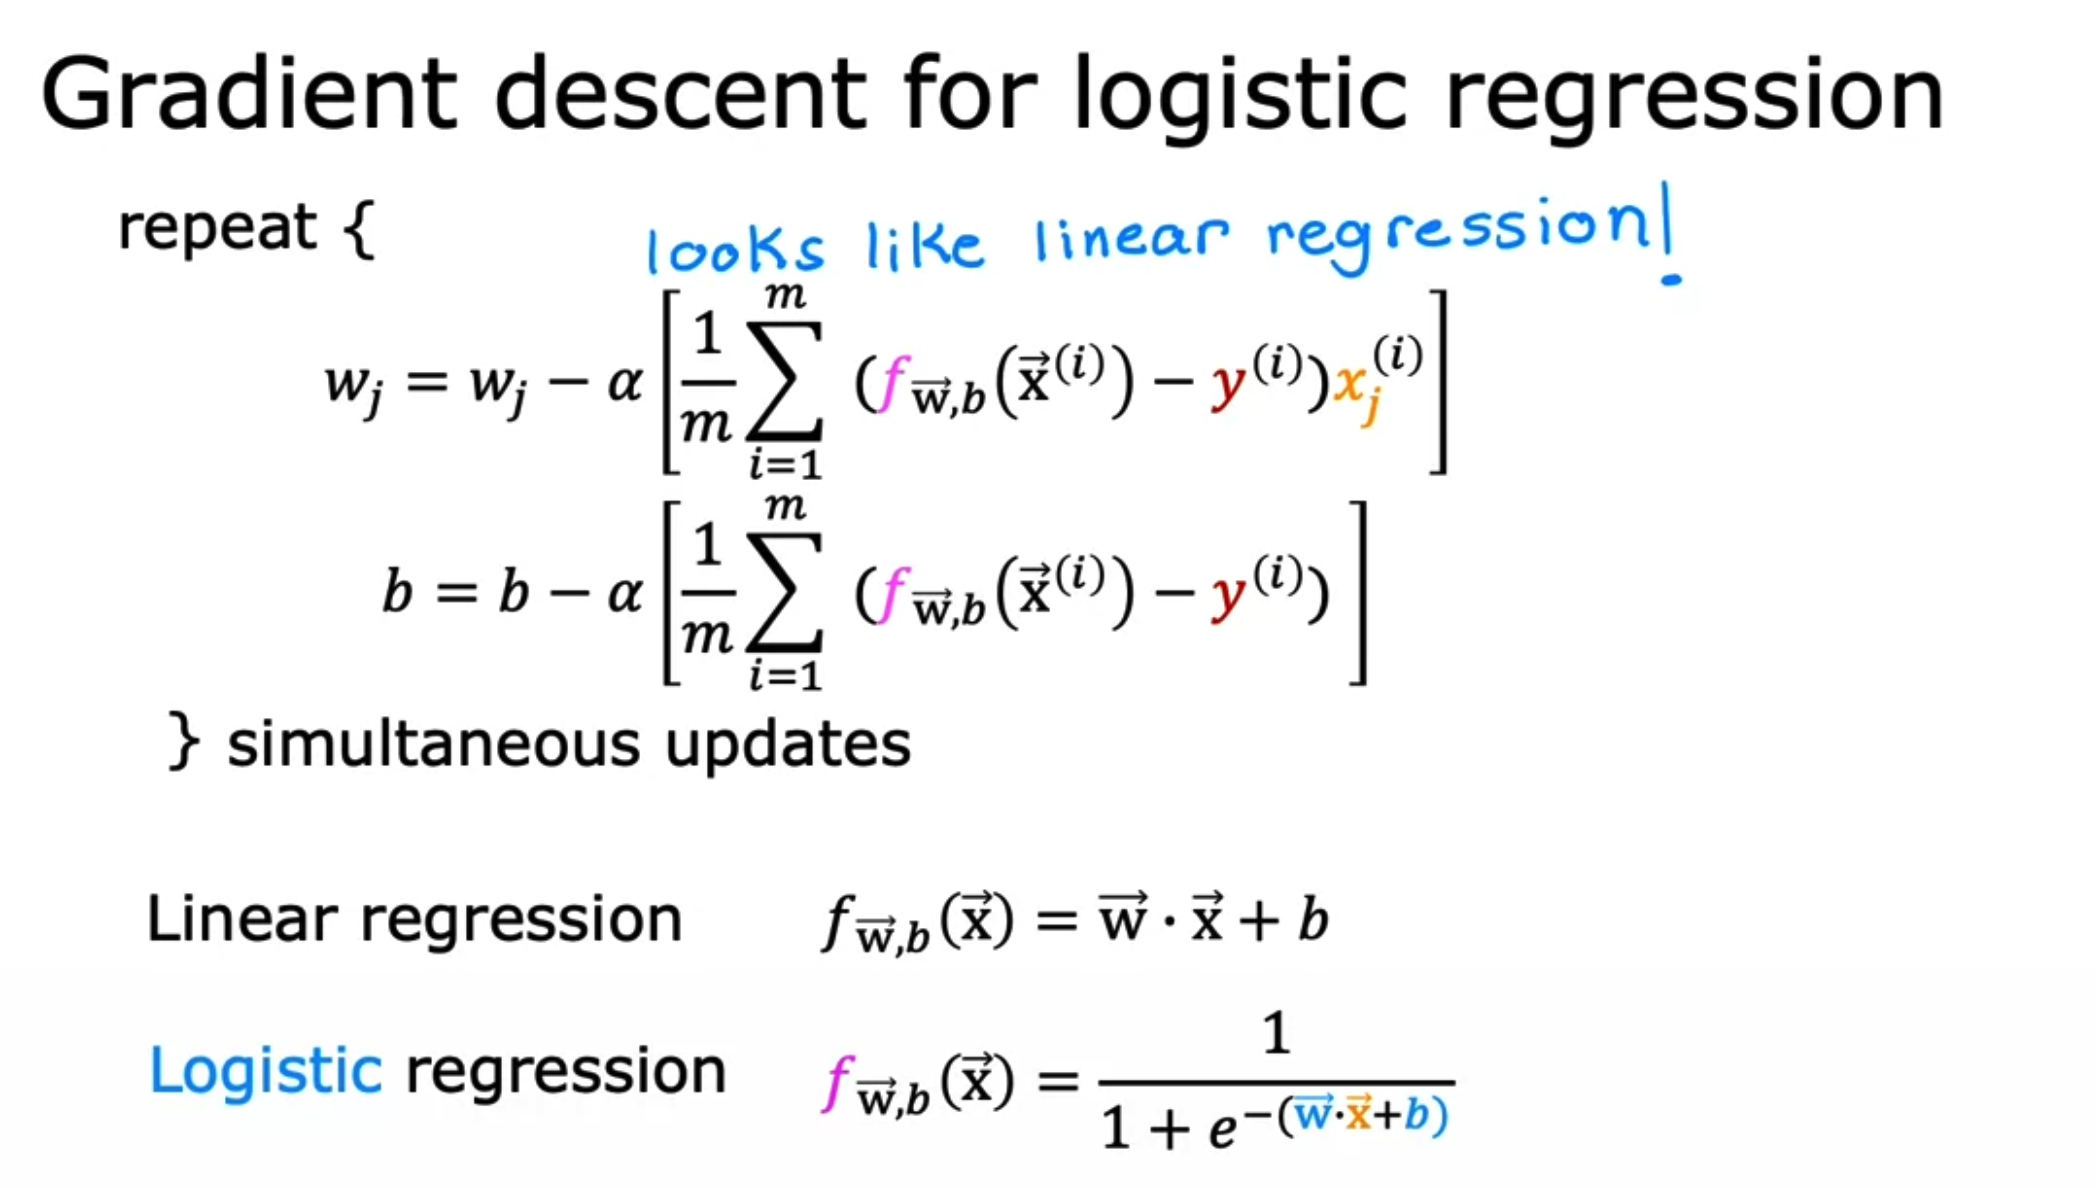 Gradient descent for logistic regression
repeat {
looks like linear regression!
$w_j = w_j - \alpha \left[ \frac{1}{m} \sum_{i=1}^{m} (f_{\vec{w},b}(\vec{x}^{(i)}) - y^{(i)}) x_j^{(i)} \right]$
$b = b - \alpha \left[ \frac{1}{m} \sum_{i=1}^{m} (f_{\vec{w},b}(\vec{x}^{(i)}) - y^{(i)}) \right]$
} simultaneous updates
Linear regression $f_{\vec{w},b}(\vec{x}) = \vec{w} \cdot \vec{x} + b$
Logistic regression $f_{\vec{w},b}(\vec{x}) = \frac{1}{1 + e^{-(\vec{w} \cdot \vec{x} + b)}}$